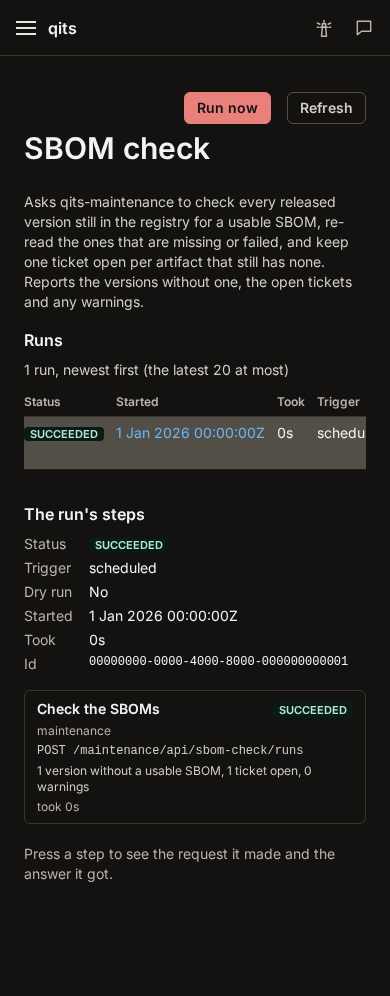 qits
Run now
Refresh
SBOM check
Asks qits-maintenance to check every released
version still in the registry for a usable SBOM, re-
read the ones that are missing or failed, and keep
one ticket open per artifact that still has none.
Reports the versions without one, the open tickets
and any warnings.
Runs
1 run, newest first (the latest 20 at most)
Status Started Took Trigger
SUCCEEDED 1 Jan 2026 00:00:00Z 0s schedu
The run's steps
Status SUCCEEDED
Trigger scheduled
Dry run No
Started 1 Jan 2026 00:00:00Z
Took 0s
Id 00000000-0000-4000-8000-000000000001
Check the SBOMs SUCCEEDED
maintenance
POST /maintenance/api/sbom-check/runs
1 version without a usable SBOM, 1 ticket open, 0
warnings
took 0s
Press a step to see the request it made and the
answer it got.